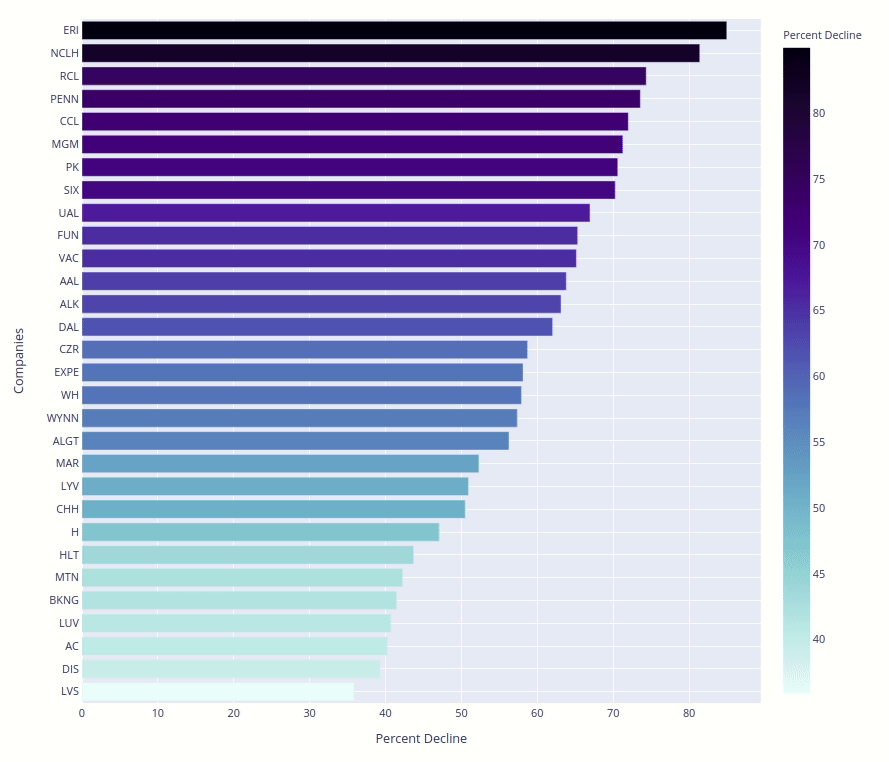 ERI
NCLH
RCL
PENN
CCL
MGM
PK
SIX
UAL
FUN
VAC
AAL
ALK
DAL
CZR
EXPE
WH
WYNN
ALGT
MAR
LYV
CHH
H
HLT
MTN
BKNG
LUV
AC
DIS
LVS
Companies
0 10 20 30 40 50 60 70 80
Percent Decline
Percent Decline
80
75
70
65
60
55
50
45
40